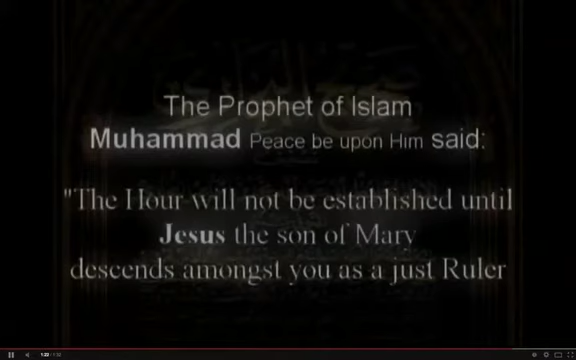 The Prophet of Islam
Muhammad Peace be upon Him said:
"The Hour will not be established until
Jesus the son of Mary
descends amongst you as a just Ruler